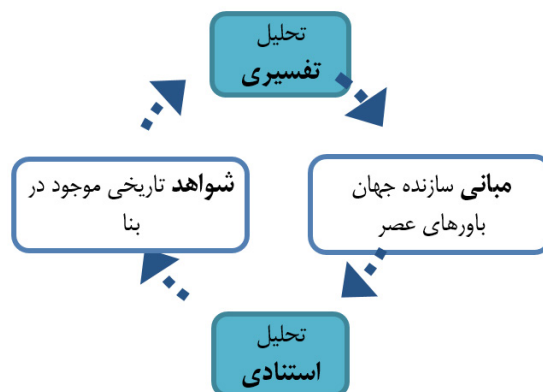 تحلیل
تفسیری
مبانی سازنده جهان
باورهای عصر
شواهد تاریخی موجود در
بنا
تحلیل
استنادی